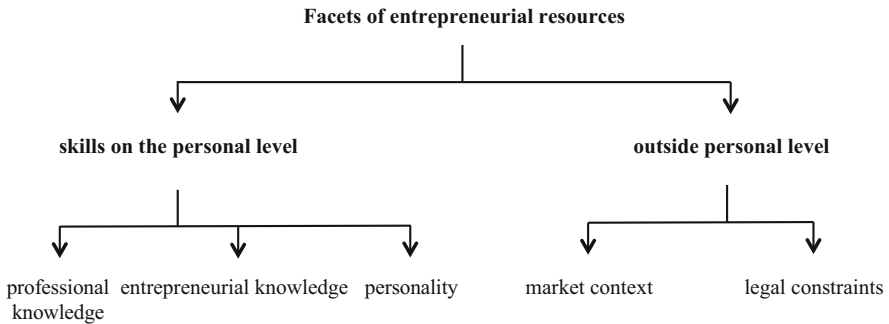 Facets of entrepreneurial resources
skills on the personal level
outside personal level
professional
knowledge
entrepreneurial knowledge
personality
market context
legal constraints